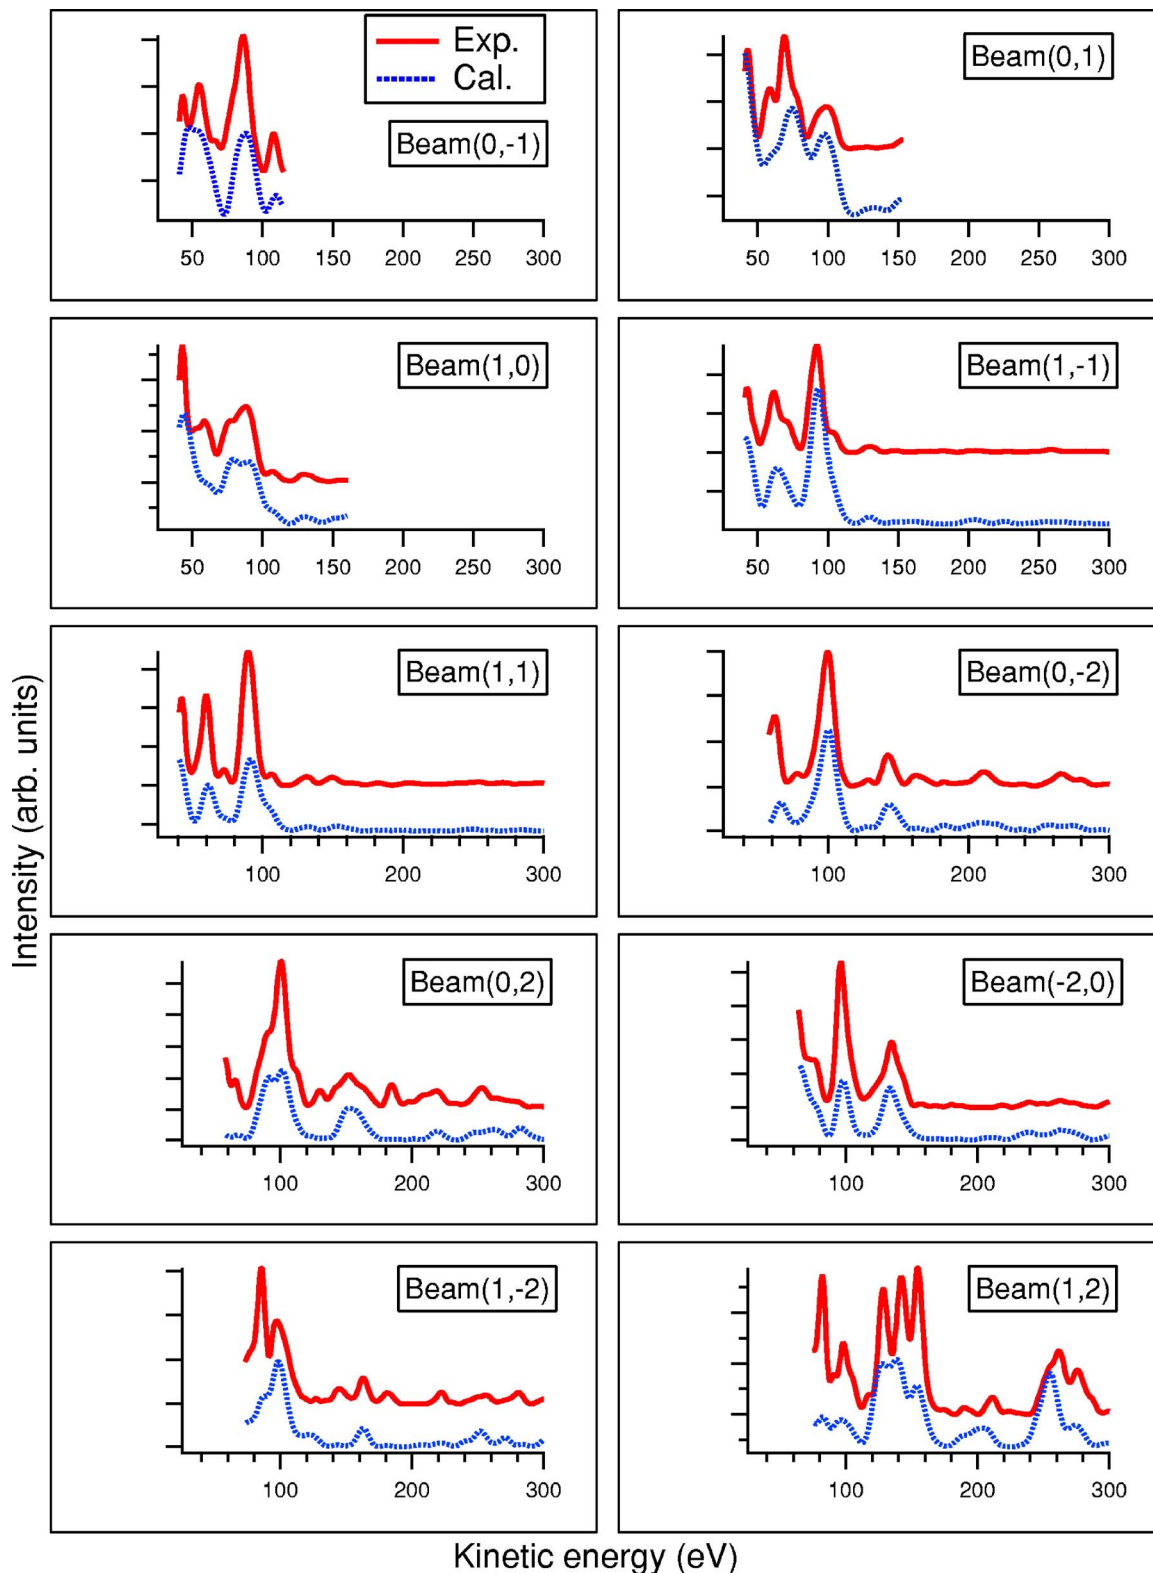 Exp.
Cal.
Beam(0,-1)
50 100 150 200 250 300
Beam(0,1)
50 100 150 200 250 300
Beam(1,0)
50 100 150 200 250 300
Beam(1,-1)
50 100 150 200 250 300
Beam(1,1)
100 200 300
Beam(0,-2)
100 200 300
Beam(0,2)
100 200 300
Beam(-2,0)
100 200 300
Beam(1,-2)
100 200 300
Beam(1,2)
100 200 300
Intensity (arb. units)
Kinetic energy (eV)